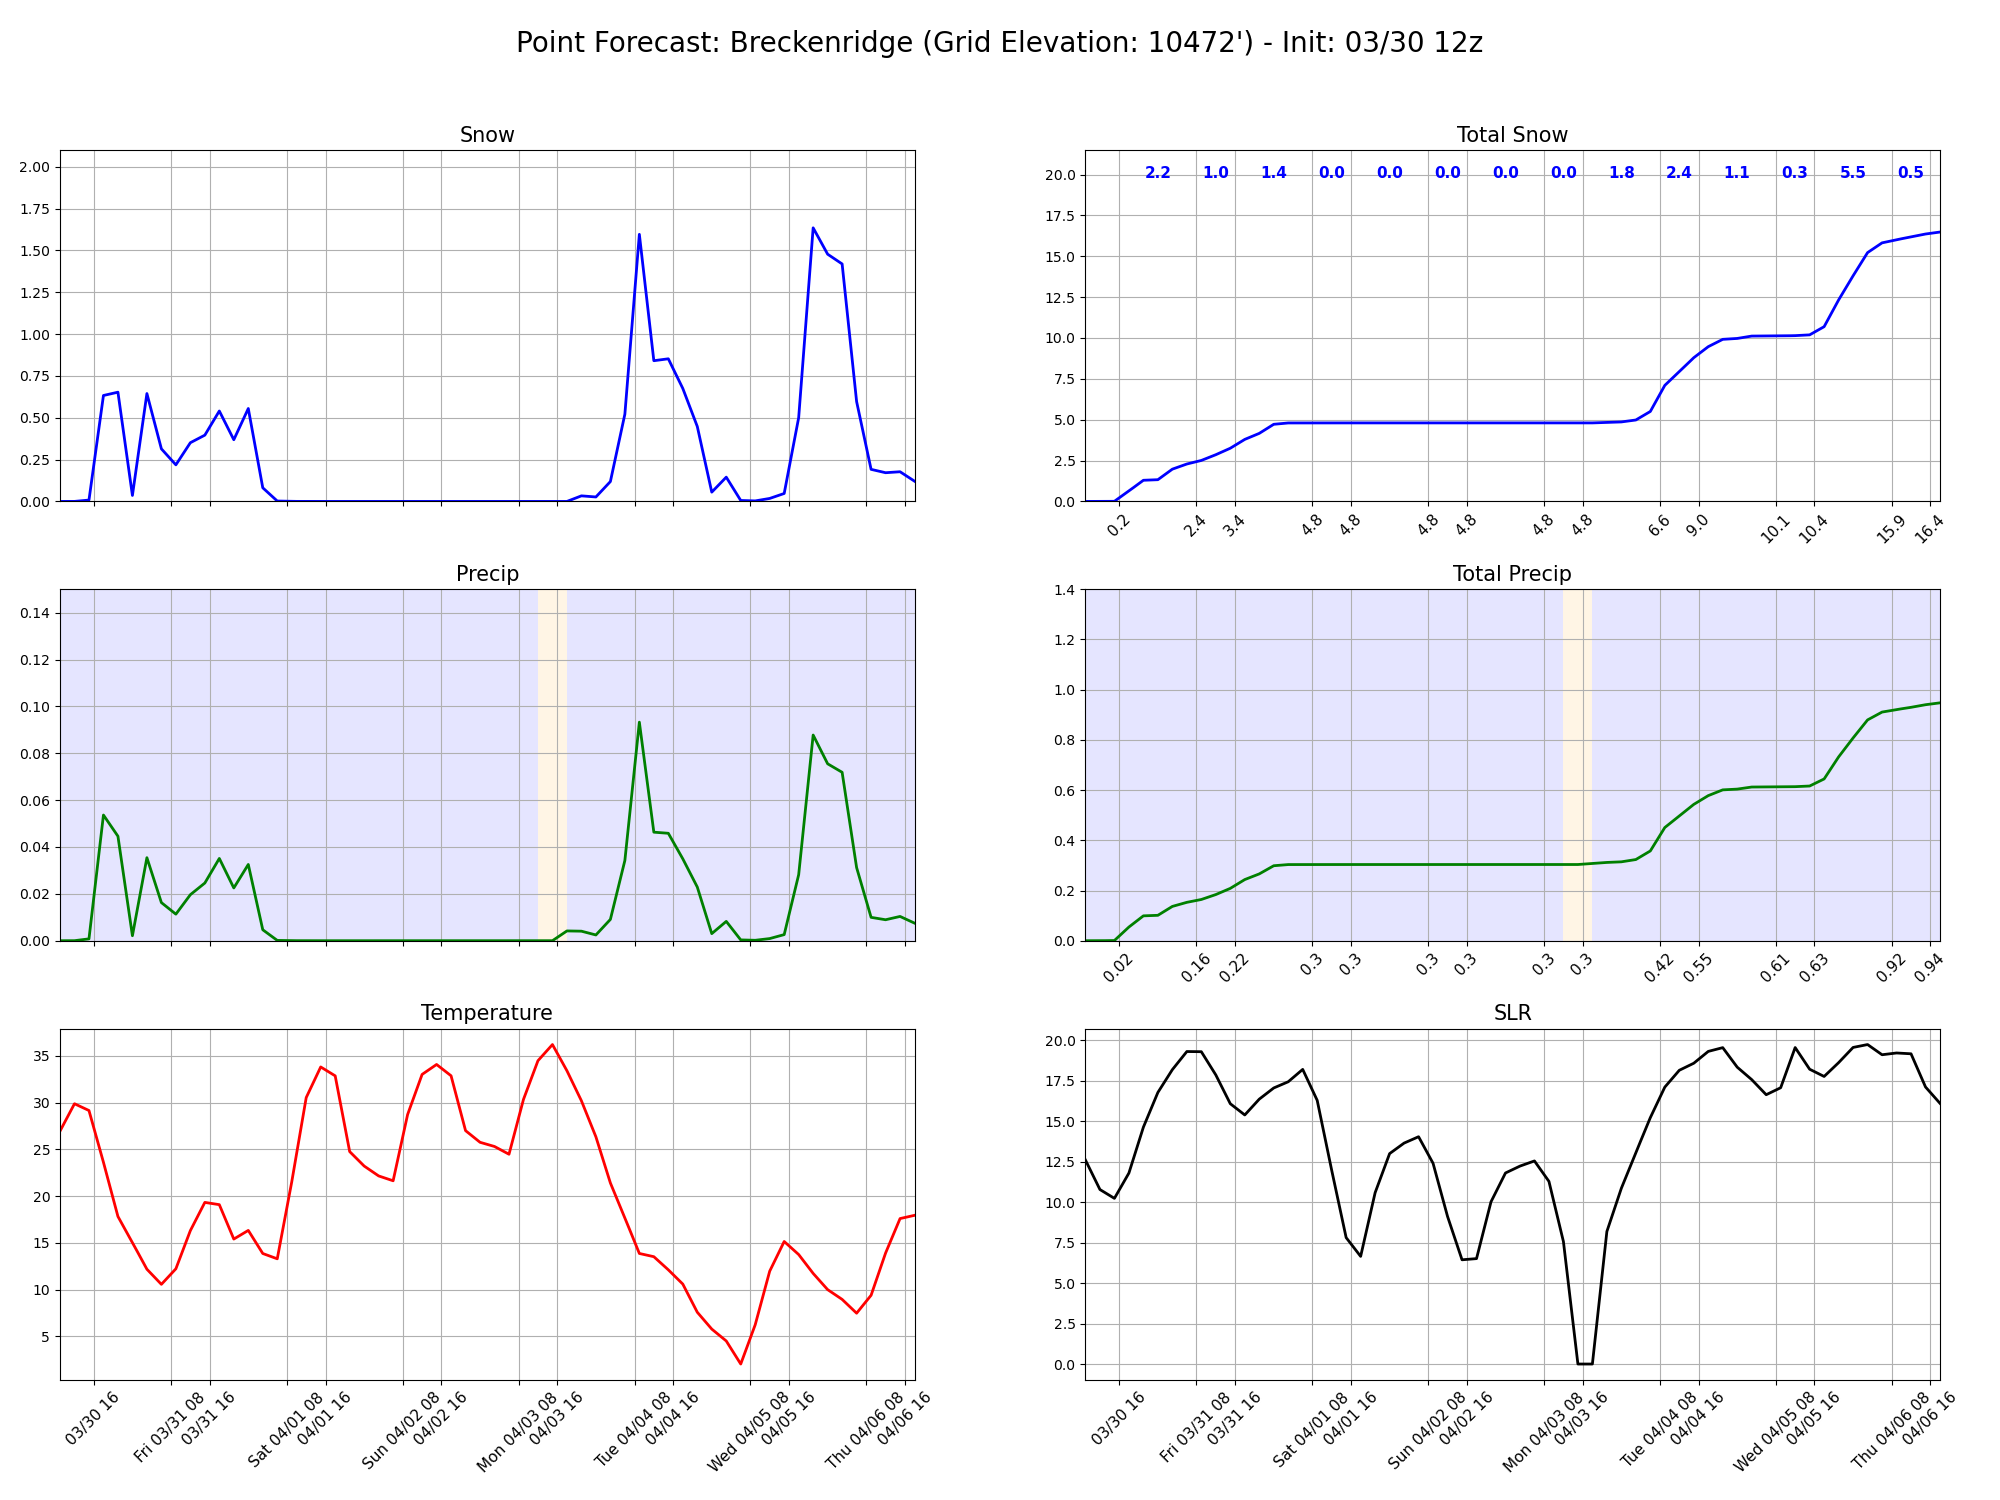 Point Forecast: Breckenridge (Grid Elevation: 10472') - Init: 03/30 12z
Snow
2.00
1.75
1.50
1.25
1.00
0.75
0.50
0.25
0.00
Total Snow
20.0
17.5
15.0
12.5
10.0
7.5
5.0
2.5
0.0
2.2 1.0 1.4 0.0 0.0 0.0 0.0 0.0 1.8 2.4 1.1 0.3 5.5 0.5
0.2 2.4 3.4 4.8 4.8 4.8 4.8 4.8 4.8 6.6 9.0 10.1 10.4 15.9 16.4
Precip
0.14
0.12
0.10
0.08
0.06
0.04
0.02
0.00
Total Precip
1.4
1.2
1.0
0.8
0.6
0.4
0.2
0.0
0.02 0.16 0.22 0.3 0.3 0.3 0.3 0.3 0.3 0.42 0.55 0.61 0.63 0.92 0.94
Temperature
35
30
25
20
15
10
5
03/30 16
Fri 03/31 08
03/31 16
Sat 04/01 08
04/01 16
Sun 04/02 08
04/02 16
Mon 04/03 08
04/03 16
Tue 04/04 08
04/04 16
Wed 04/05 08
04/05 16
Thu 04/06 08
04/06 16
SLR
20.0
17.5
15.0
12.5
10.0
7.5
5.0
2.5
0.0
03/30 16
Fri 03/31 08
03/31 16
Sat 04/01 08
04/01 16
Sun 04/02 08
04/02 16
Mon 04/03 08
04/03 16
Tue 04/04 08
04/04 16
Wed 04/05 08
04/05 16
Thu 04/06 08
04/06 16